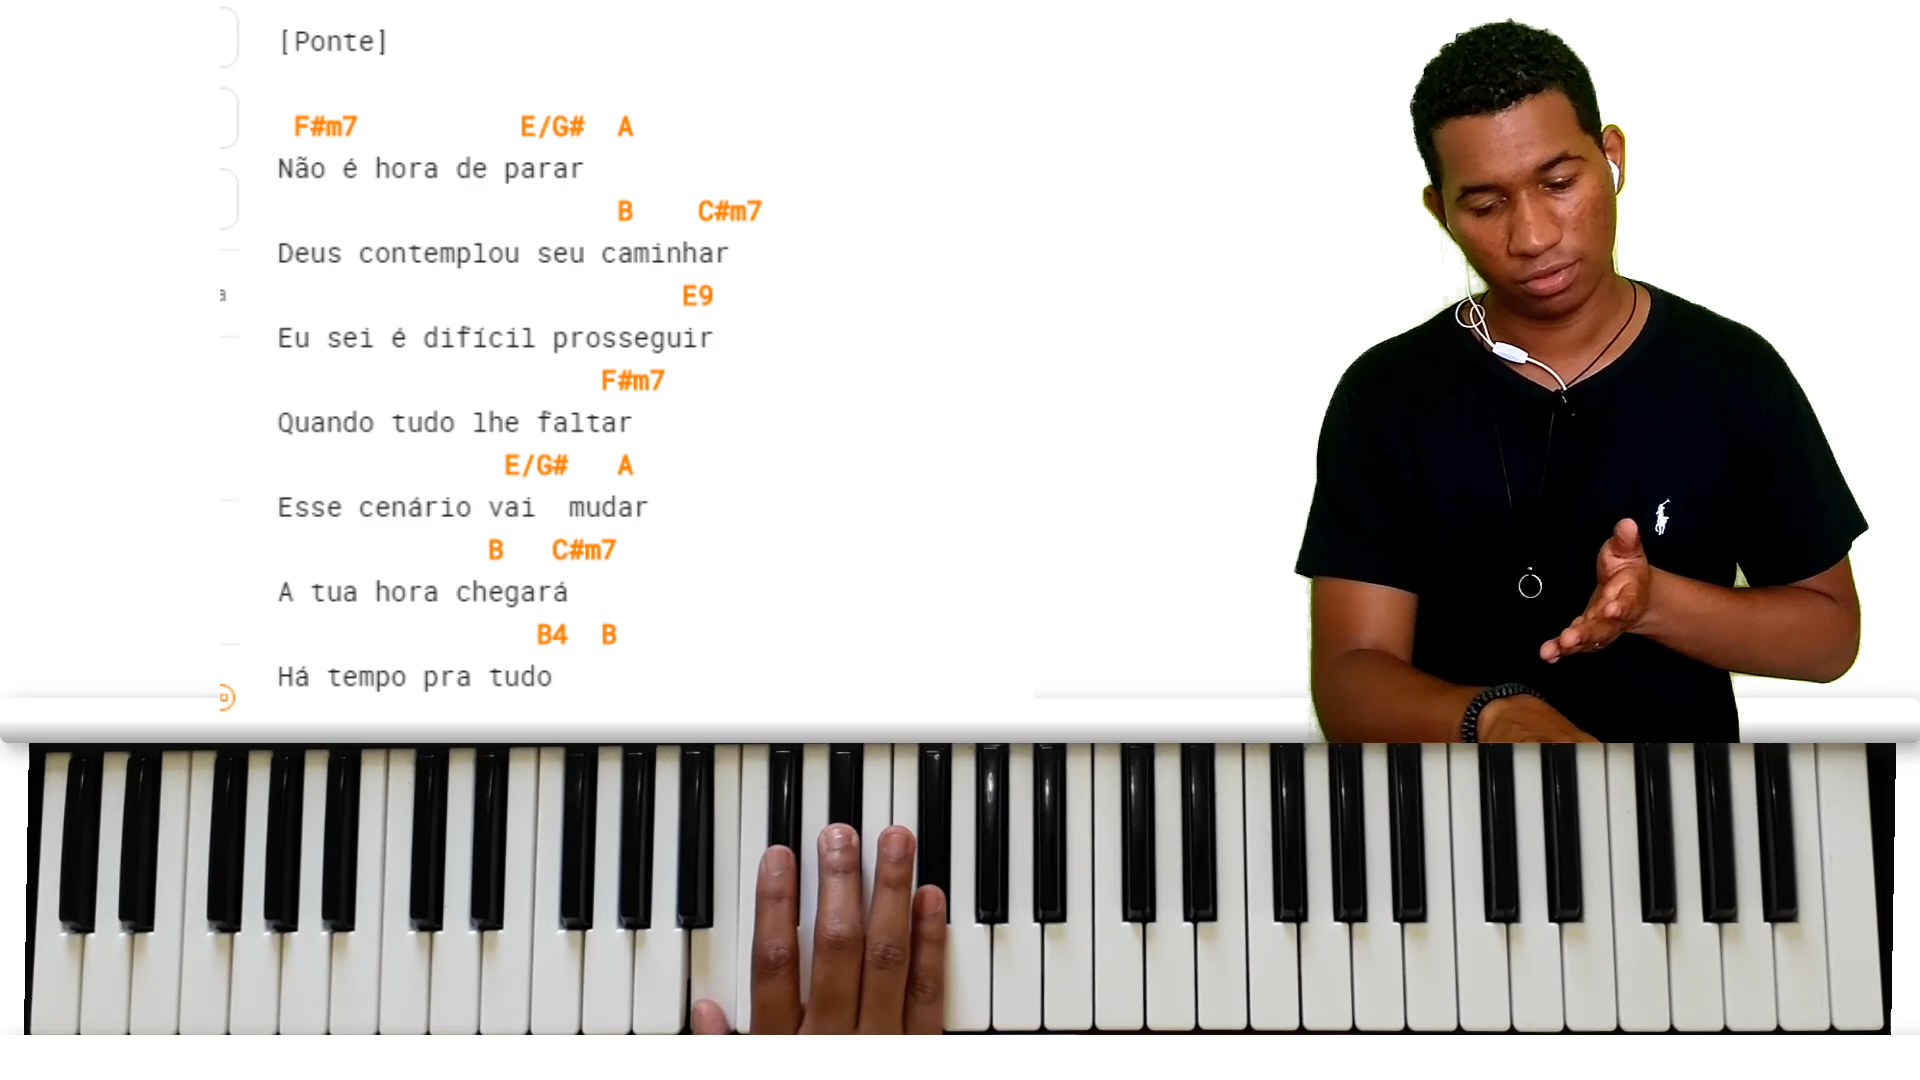 [Ponte]
F#m7 E/G# A
Não é hora de parar
B C#m7
Deus contemplou seu caminhar
E9
Eu sei é difícil prosseguir
F#m7
Quando tudo lhe faltar
E/G# A
Esse cenário vai mudar
B C#m7
A tua hora chegará
B4 B
Há tempo pra tudo